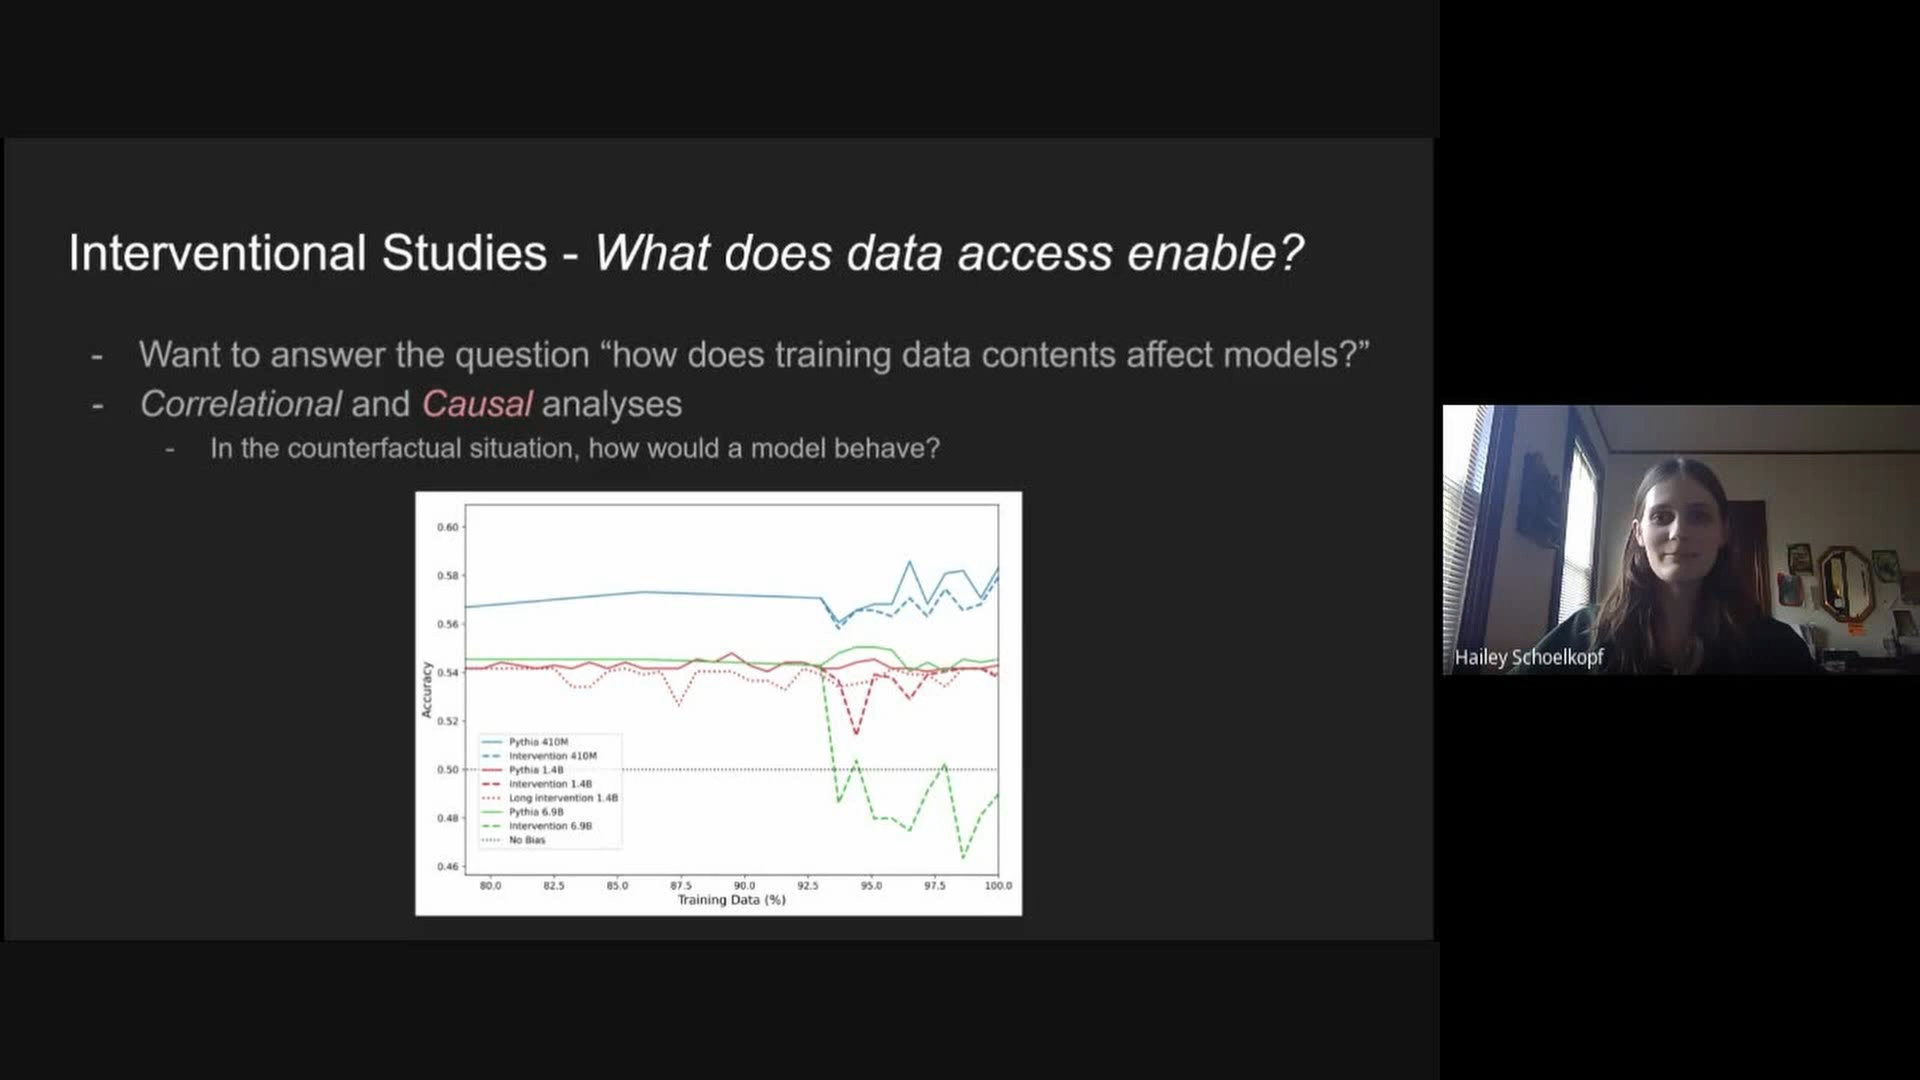 Interventional Studies - What does data access enable?
- Want to answer the question “how does training data contents affect models?”
- Correlational and Causal analyses
- In the counterfactual situation, how would a model behave?
0.60
0.58
0.56
0.54
0.52
0.50
0.48
0.46
Accuracy
Pythia 410M
Intervention 410M
Pythia 1.4B
Intervention 1.4B
Long intervention 1.4B
Pythia 6.9B
Intervention 6.9B
No Bias
80.0 82.5 85.0 87.5 90.0 92.5 95.0 97.5 100.0
Training Data (%)
Hailey Schoelkopf